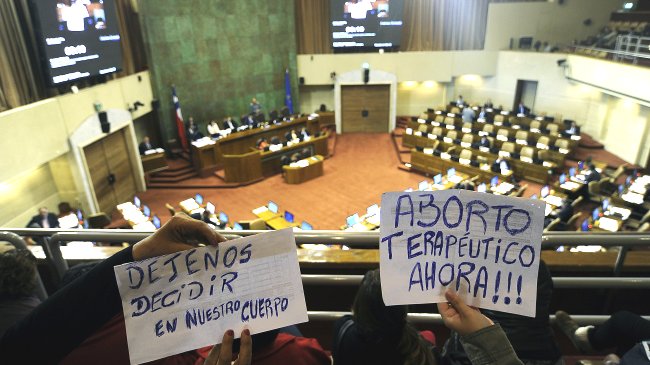 DEJENOS
DECIDIR
EN NUESTRO CUERPO
ABORTO
TERAPÉUTICO
AHORA!!!